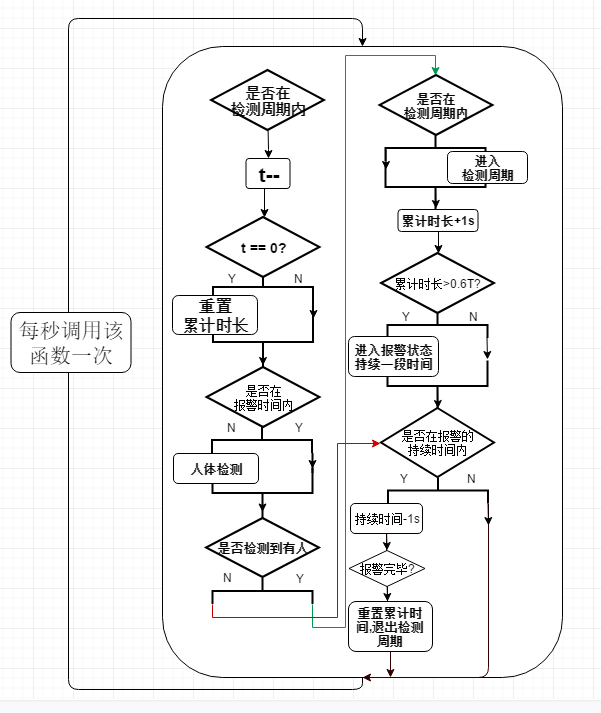 每秒调用该
函数一次
是否在
检测周期内
t--
t == 0?
Y
N
重置
累计时长
是否在
报警时间内
N
Y
人体检测
是否检测到有人
N
Y
是否在
检测周期内
进入
检测周期
累计时长+1s
累计时长>0.6T?
Y
N
进入报警状态
持续一段时间
是否在报警的
持续时间内
Y
N
持续时间-1s
报警完毕?
重置累计时
间,退出检测
周期